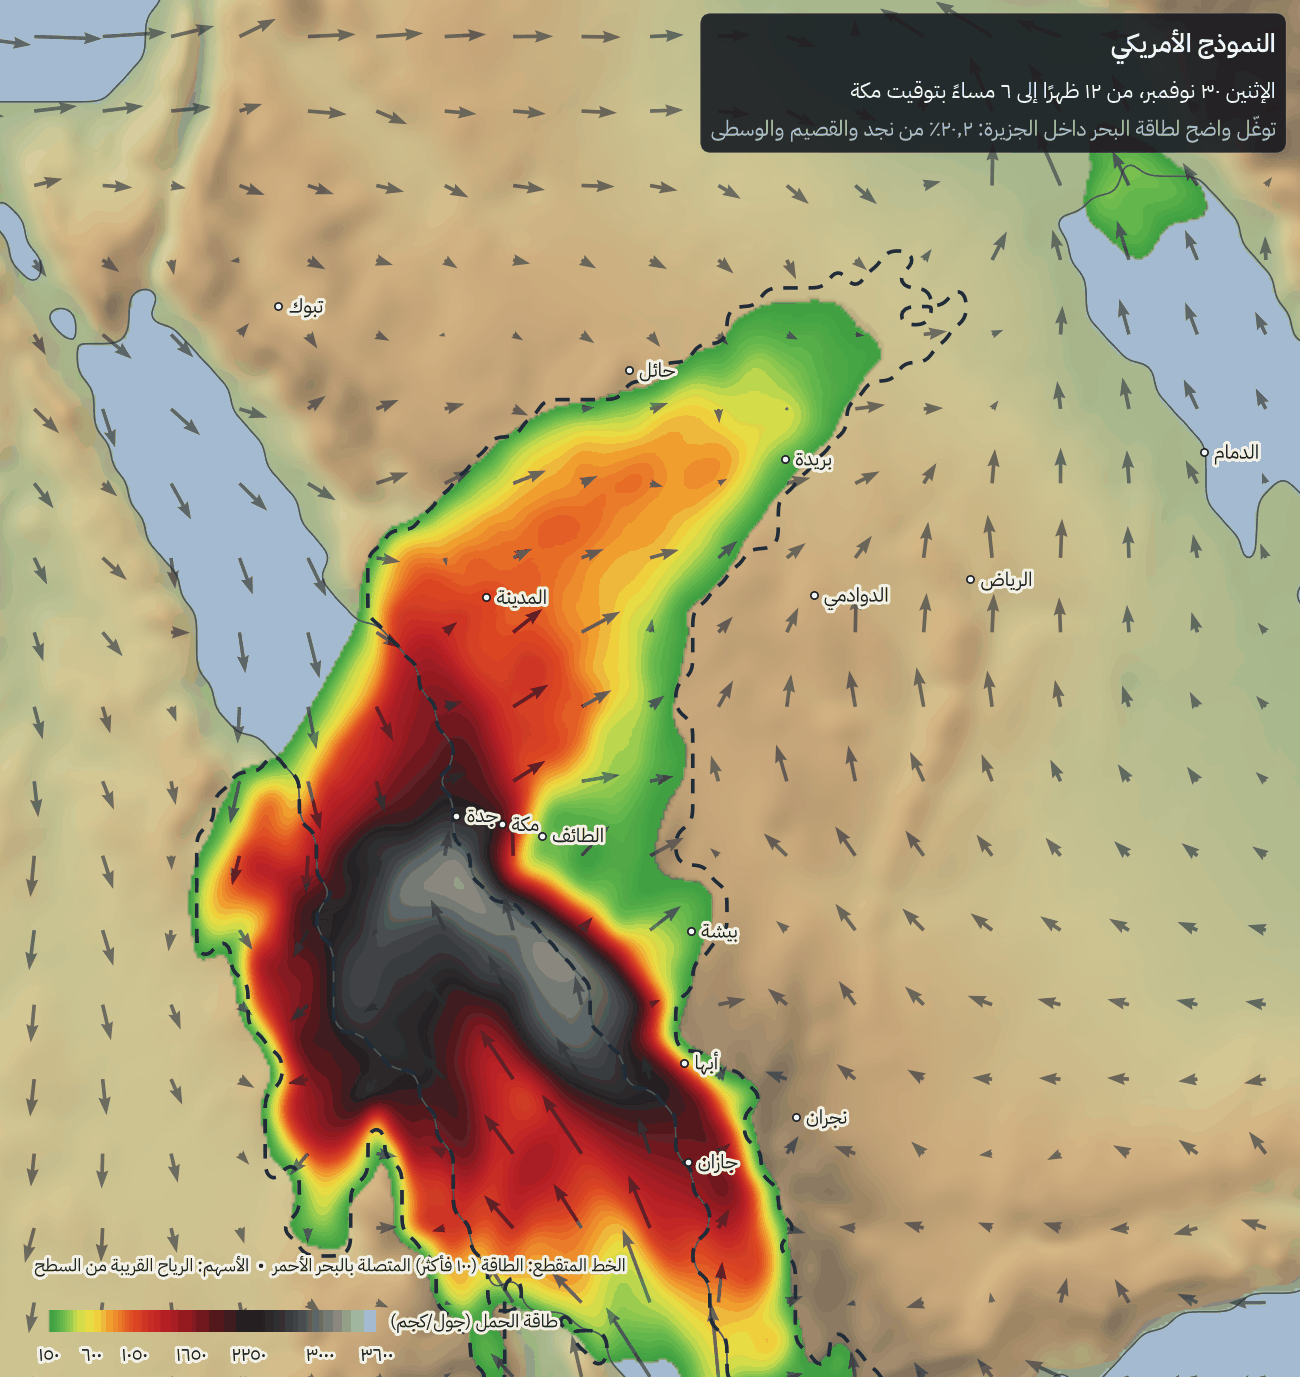 النموذج الأمريكي
الإثنين ٣٠ نوفمبر، من ١٢ ظهرًا إلى ٦ مساءً بتوقيت مكة
توغّل واضح لطاقة البحر داخل الجزيرة: ٢٠,٢٪ من نجد والقصيم والوسطى
تبوك
حائل
بريدة
الدمام
المدينة
الدوادمي
الرياض
جدة
مكة
الطائف
بيشة
أبها
نجران
جازان
الخط المتقطع: الطاقة (١٠٠ فأكثر) المتصلة بالبحر الأحمر • الأسهم: الرياح القريبة من السطح
طاقة الحمل (جول/كجم)
١٥٠ ٦٠٠ ١٠٥٠ ١٦٥٠ ٢٢٥٠ ٣٠٠٠ ٣٦٠٠